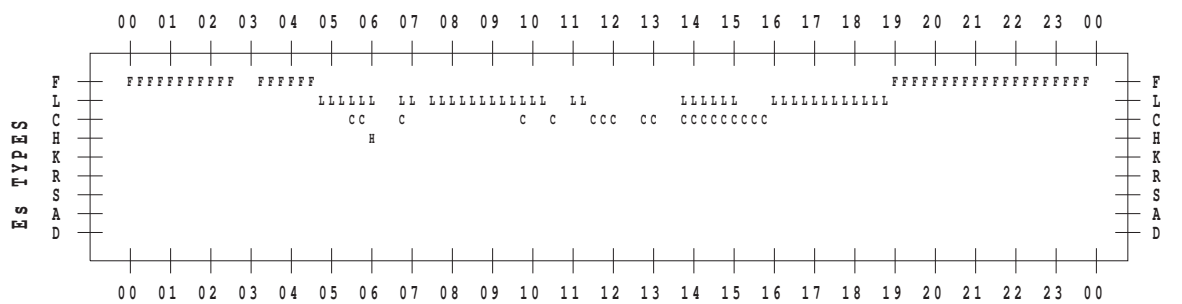 00 01 02 03 04 05 06 07 08 09 10 11 12 13 14 15 16 17 18 19 20 21 22 23 00
F FFFFFFFFFFF FFFFFF FFFFFFFFFFFFFFFFFFFF F
L LLLLLL LL LLLLLLLLLLLL LL LLLLLL LLLLLLLLLLLL L
C CC C C C CCC CC CCCCCCCCC C
H H H
K K
R R
S S
A A
D D
Es TYPES
00 01 02 03 04 05 06 07 08 09 10 11 12 13 14 15 16 17 18 19 20 21 22 23 00